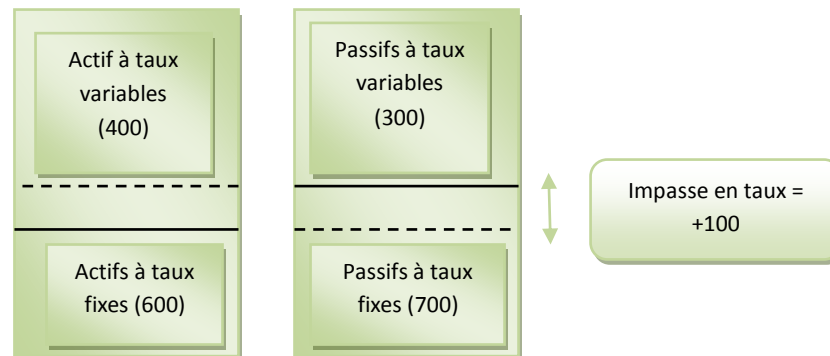 Actif à taux
variables
(400)
Passifs à taux
variables
(300)
Impasse en taux =
+100
Actifs à taux
fixes (600)
Passifs à taux
fixes (700)